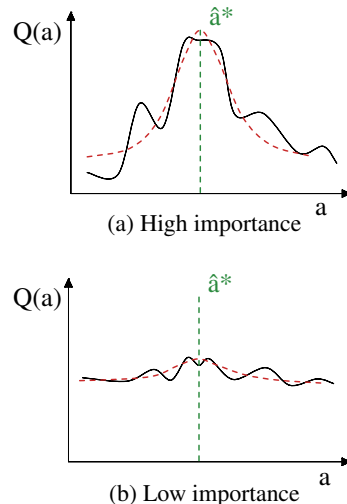 Q(a)
â*
a
(a) High importance
Q(a)
â*
a
(b) Low importance